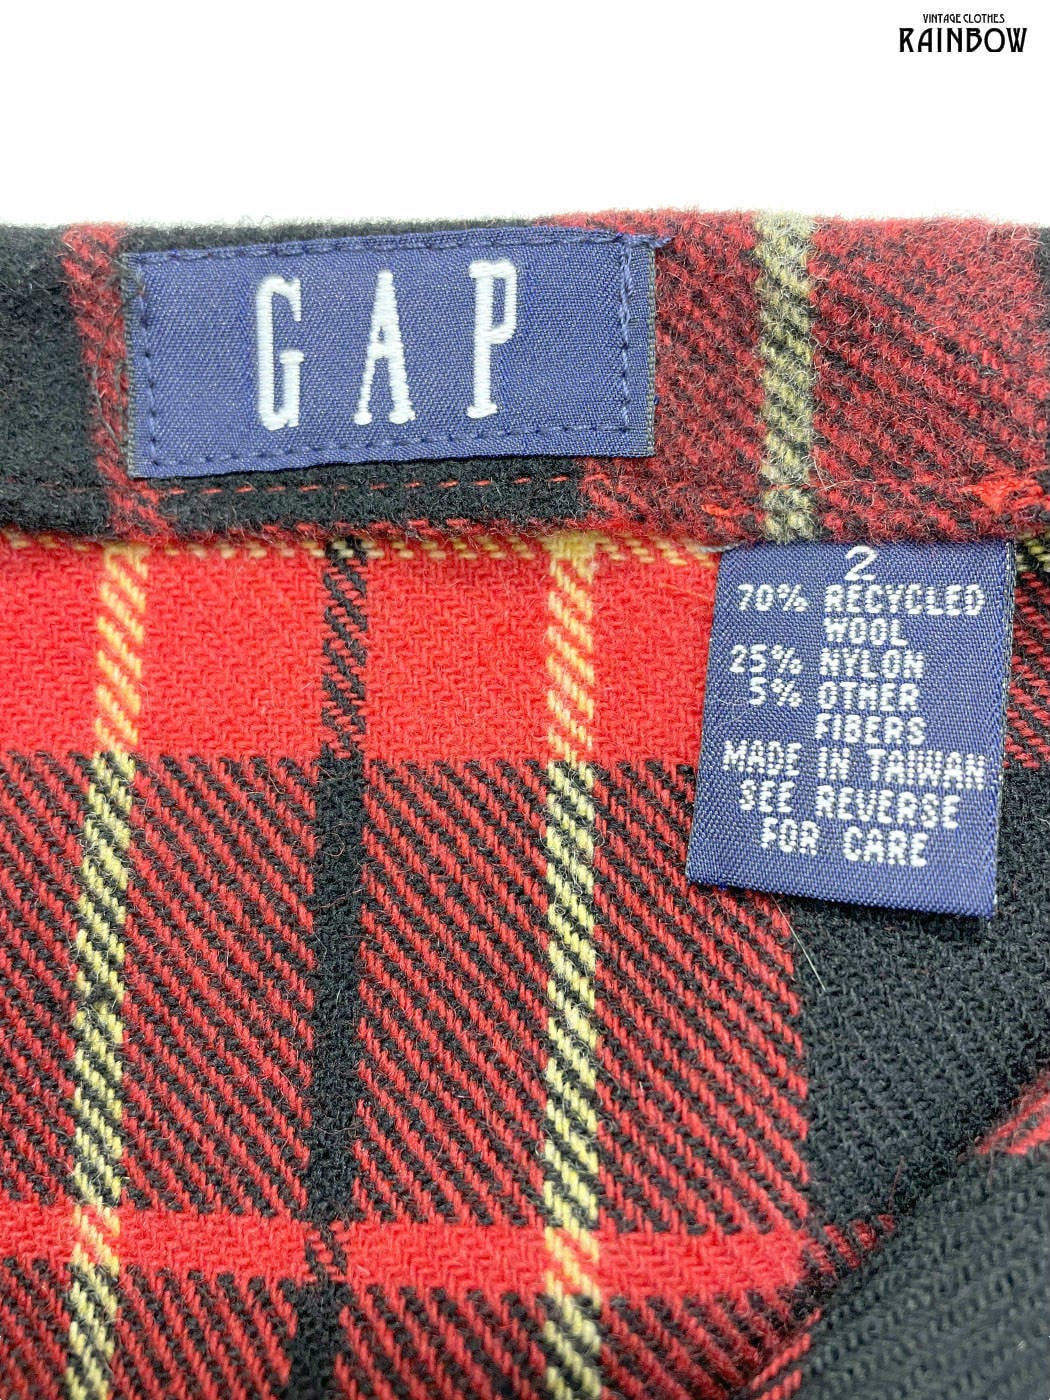 VINTAGE CLOTHES
RAINBOW
GAP
2
70% RECYCLED
WOOL
25% NYLON
5% OTHER
FIBERS
MADE IN TAIWAN
SEE REVERSE
FOR CARE